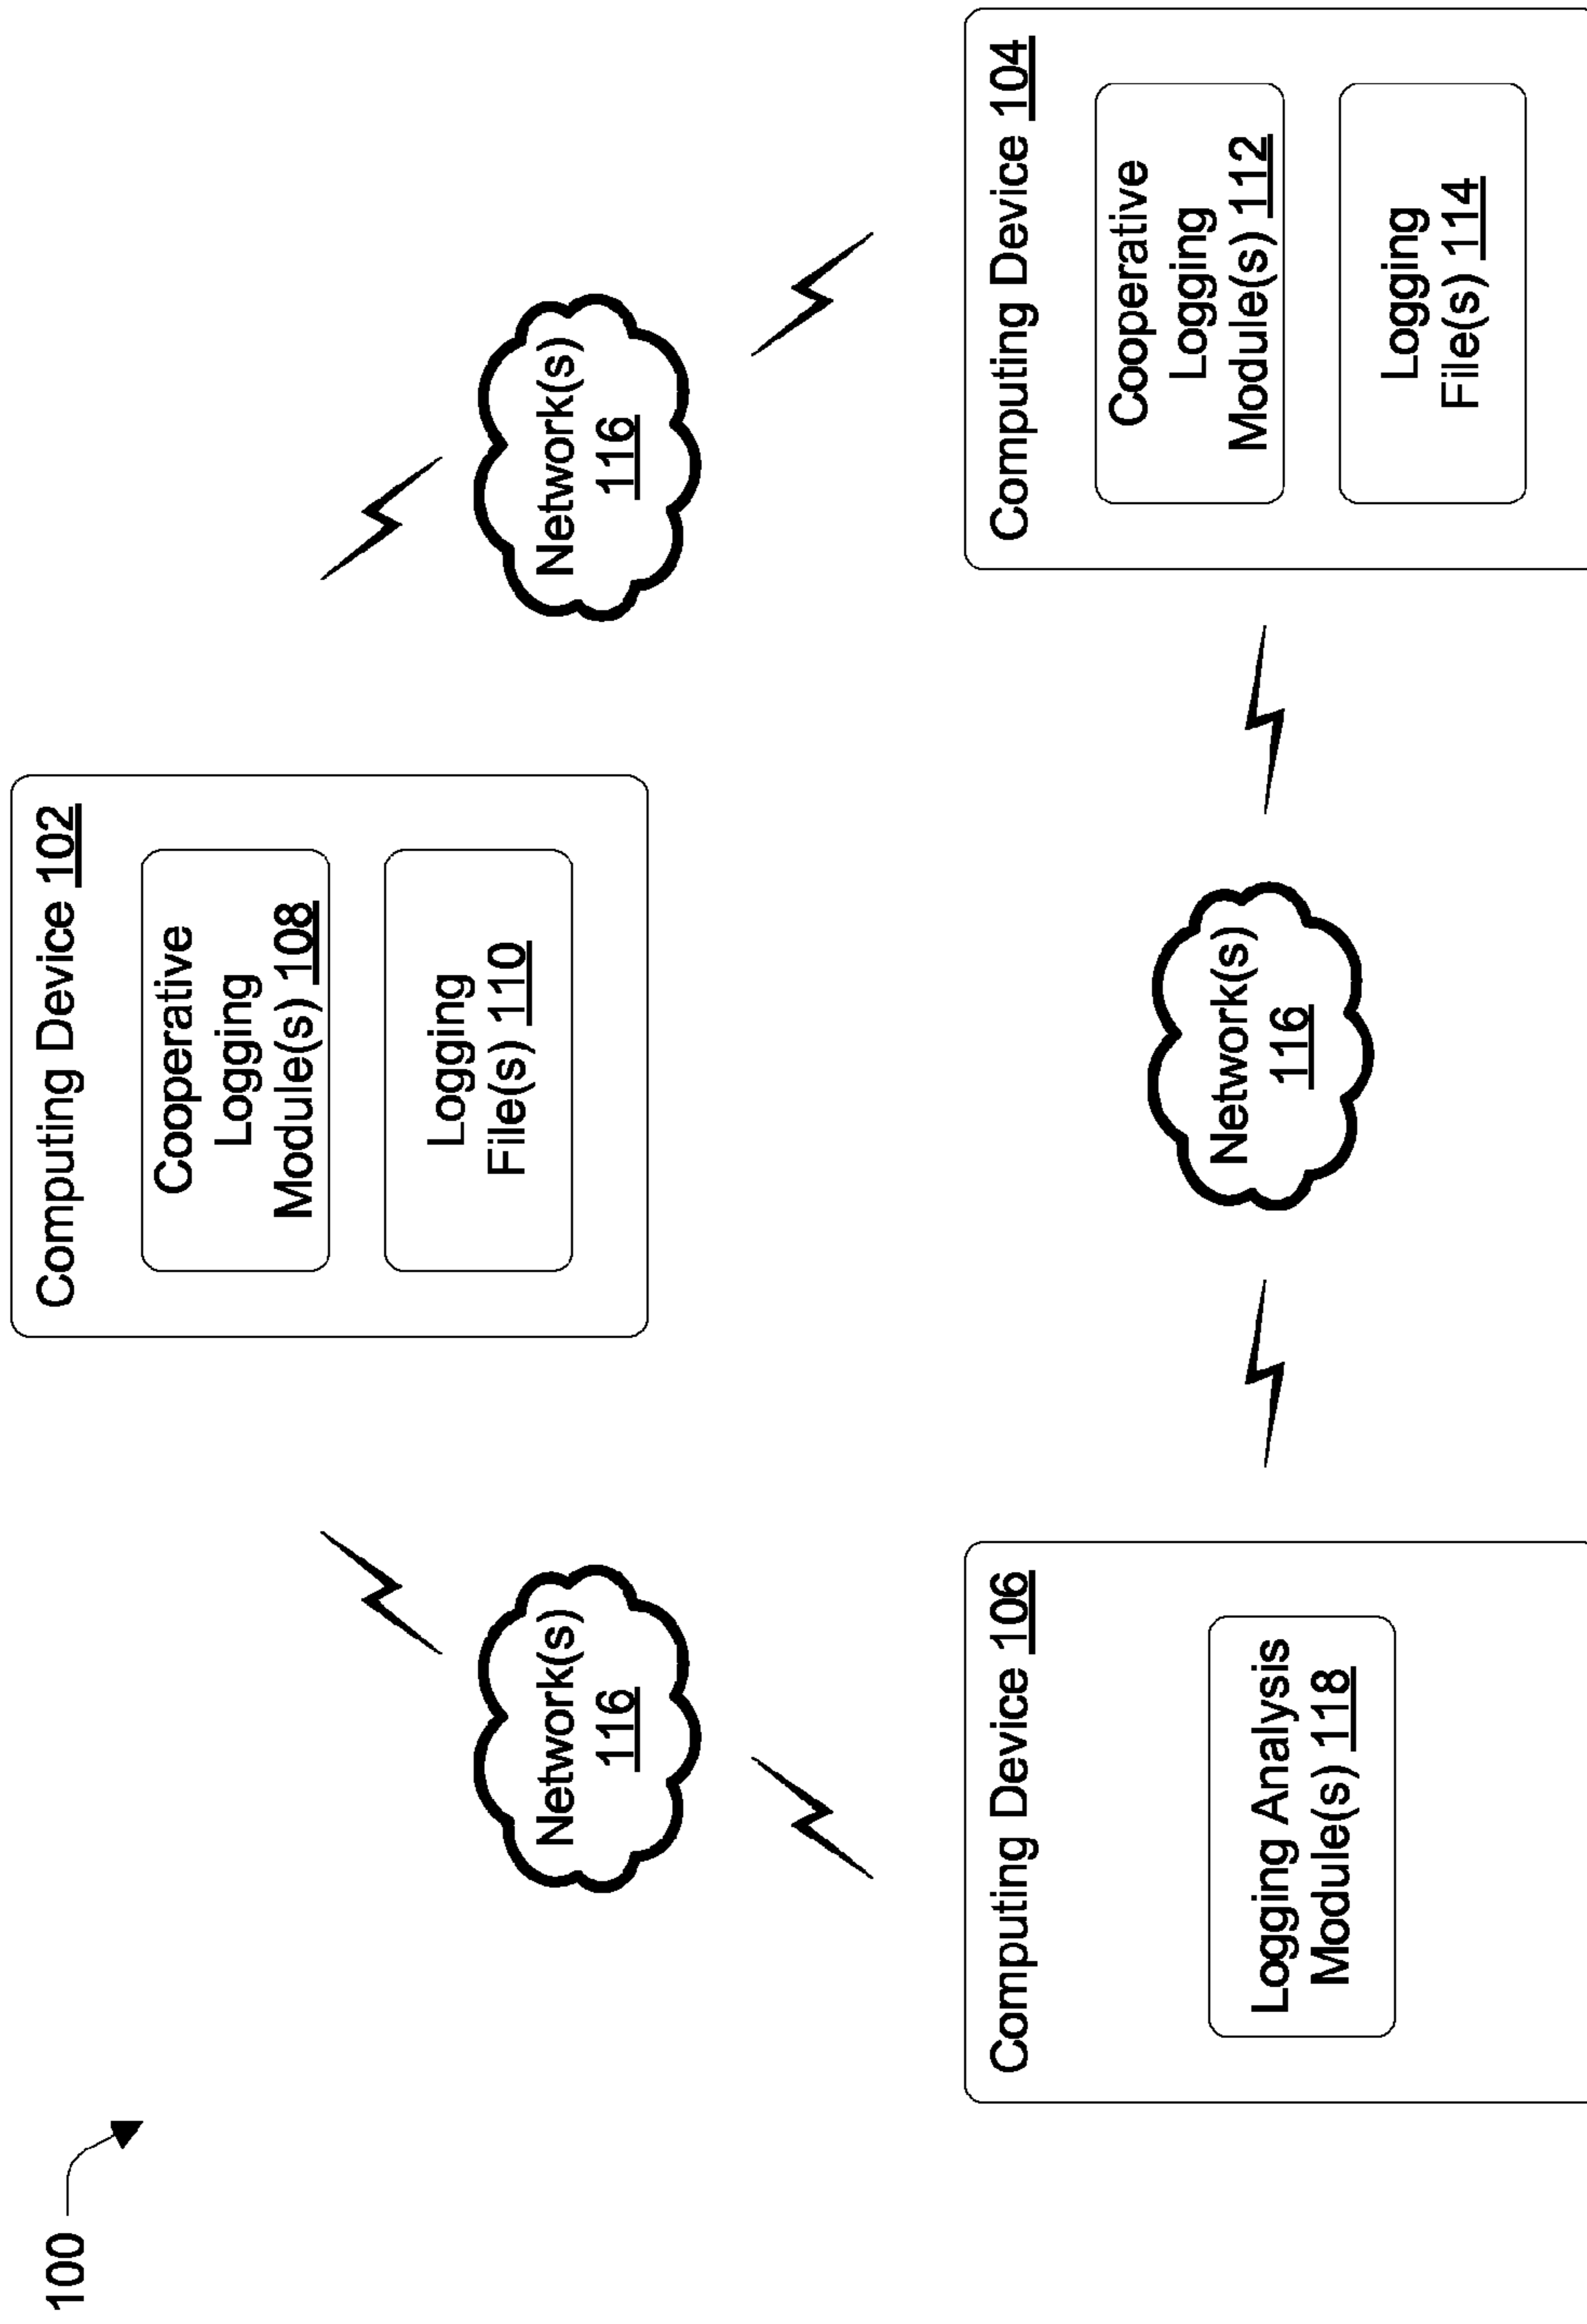 100
Computing Device 102
Cooperative
Logging
Module(s) 108
Logging
File(s) 110
Network(s)
116
Network(s)
116
Computing Device 106
Logging Analysis
Module(s) 118
Network(s)
116
Computing Device 104
Cooperative
Logging
Module(s) 112
Logging
File(s) 114